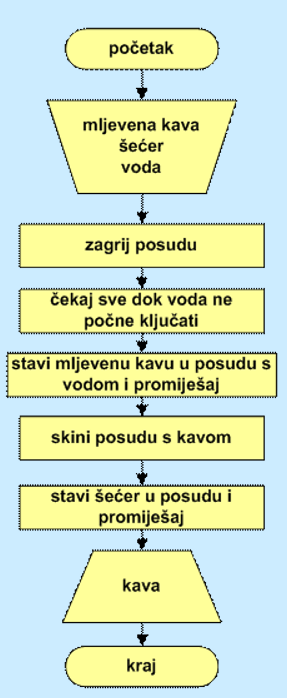 početak
mljevena kava
šećer
voda
zagrij posudu
čekaj sve dok voda ne
počne ključati
stavi mljevenu kavu u posudu s
vodom i promiješaj
skini posudu s kavom
stavi šećer u posudu i
promiješaj
kava
kraj